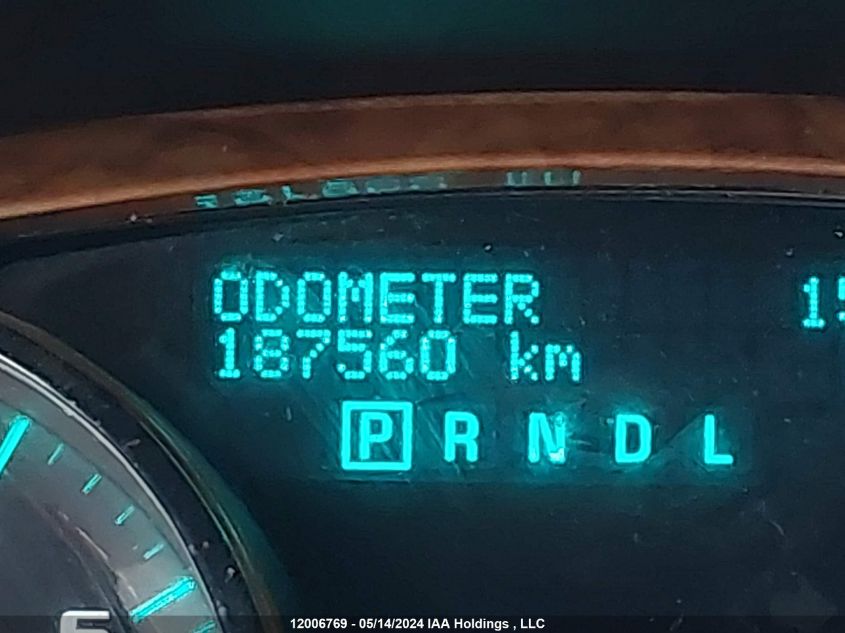 ODOMETER
187560 km
P R N D L
12006769 - 05/14/2024 IAA Holdings , LLC